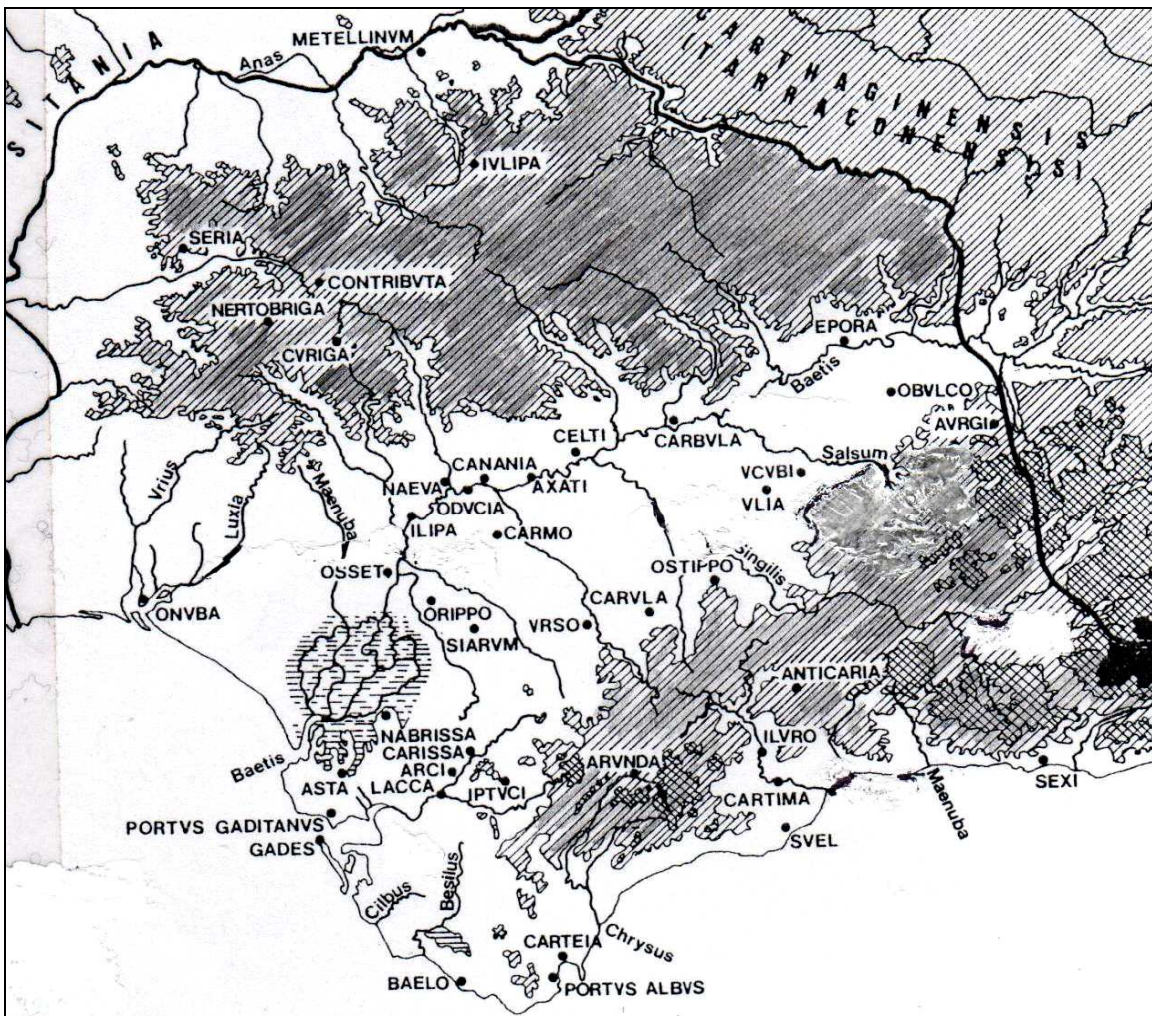 SITANIA
CARTHAGINENSIS
TARRACONENSIS
METELLINVM
Anas
IVLIPA
SERIA
CONTRIBVTA
NERTOBRIGA
CVRIGA
EPORA
Baetis
OBVLCO
AVRGI
CARBVLA
CELTI
Salsum
VCVBI
VLIA
CANANIA
NAEVA
AXATI
ODVCIA
ILIPA
CARMO
Vrius
Luxia
Maenuba
OSSET
OSTIPPO
Singilis
ONVBA
ORIPPO
CARVLA
SIARVM
VRSO
ANTICARIA
NABRISSA
CARISSA
ILVRO
Baetis
ARCI
ARVNDA
ASTA
LACCA
IPTVCI
CARTIMA
Maenuba
SEXI
PORTVS GADITANVS
GADES
SVEL
Cilbus
Besilus
CARTEIA
Chrysus
BAELO
PORTVS ALBVS